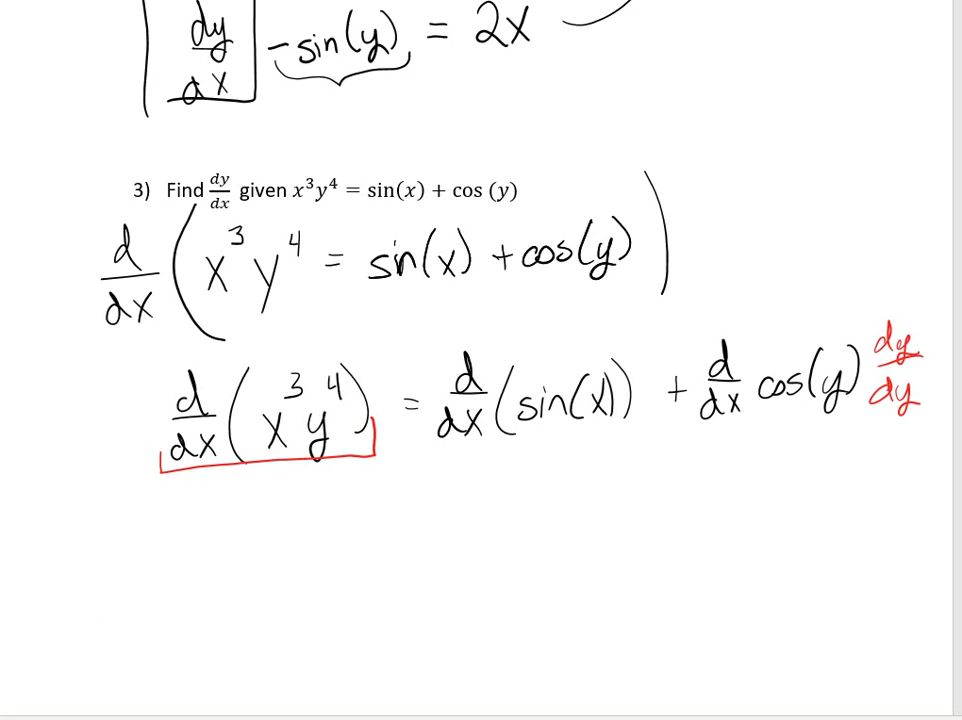 dy/dx -sin(y) = 2x
3) Find dy/dx given x³y⁴ = sin(x) + cos (y)
d/dx (x³y⁴ = sin(x) + cos(y))
d/dx (x³y⁴) = d/dx (sin(x)) + d/dx cos(y) dy/dy